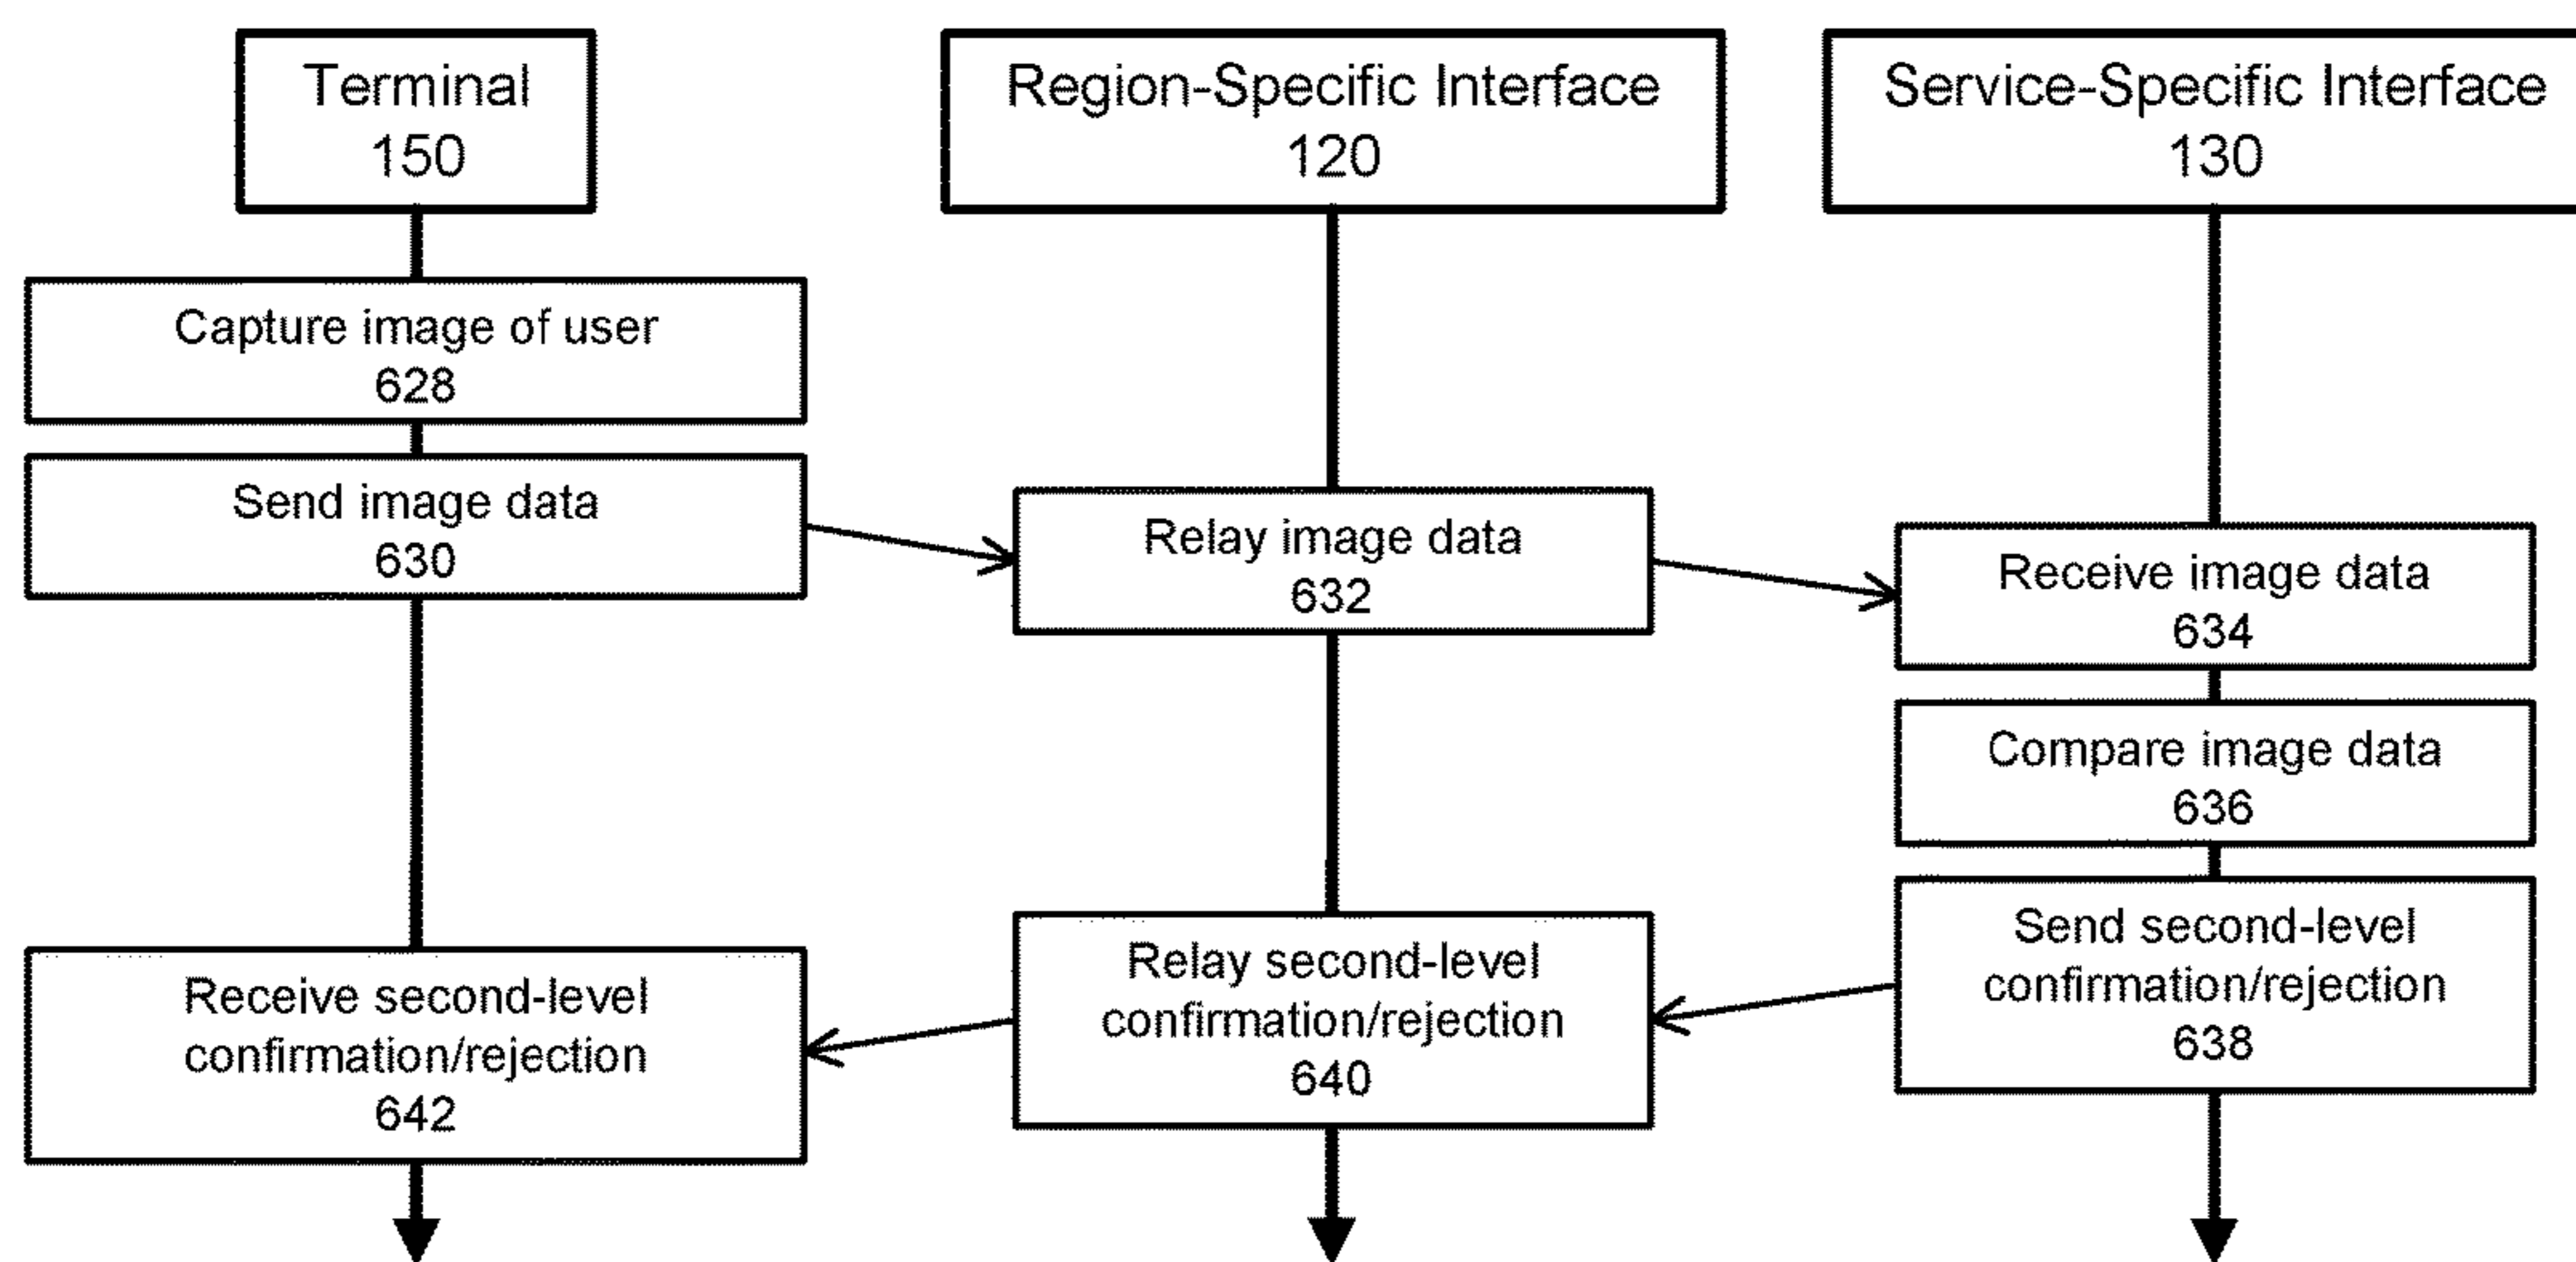 Terminal
150
Region-Specific Interface
120
Service-Specific Interface
130
Capture image of user
628
Send image data
630
Relay image data
632
Receive image data
634
Compare image data
636
Send second-level
confirmation/rejection
638
Relay second-level
confirmation/rejection
640
Receive second-level
confirmation/rejection
642